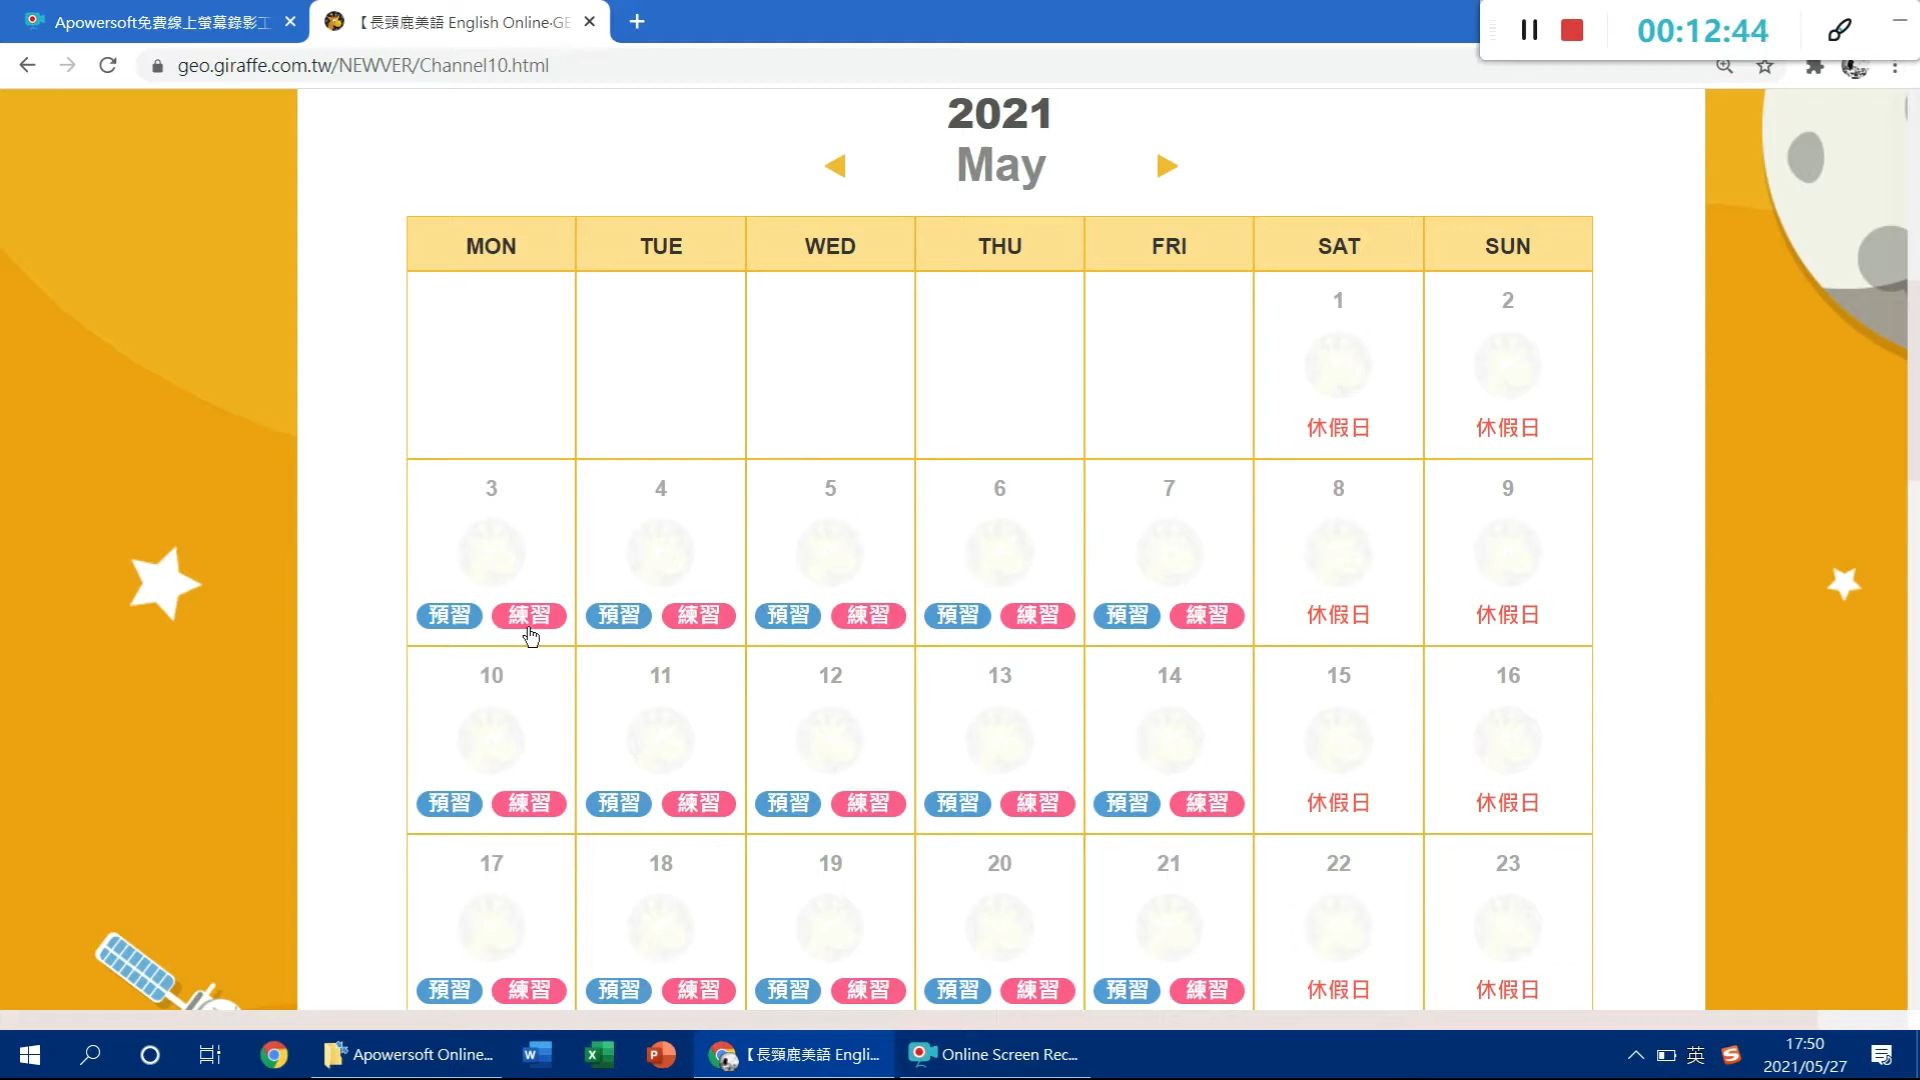 Apowersoft免費線上螢幕錄影工
【長頸鹿美語 English Online·GE
00:12:44
geo.giraffe.com.tw/NEWVER/Channel10.html
2021
May
MON TUE WED THU FRI SAT SUN
1 2
休假日 休假日
3 4 5 6 7 8 9
預習 練習 預習 練習 預習 練習 預習 練習 預習 練習 休假日 休假日
10 11 12 13 14 15 16
預習 練習 預習 練習 預習 練習 預習 練習 預習 練習 休假日 休假日
17 18 19 20 21 22 23
預習 練習 預習 練習 預習 練習 預習 練習 預習 練習 休假日 休假日
Apowersoft Online...
【長頸鹿美語 Engli...
Online Screen Rec...
英
17:50
2021/05/27